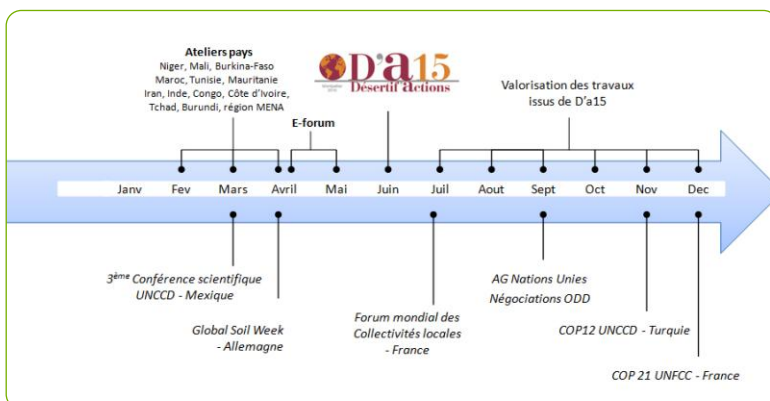 Ateliers pays
Niger, Mali, Burkina-Faso
Maroc, Tunisie, Mauritanie
Iran, Inde, Congo, Côte d'Ivoire,
Tchad, Burundi, région MENA
E-forum
D'a15
Désertif'actions
Valorisation des travaux
issus de D'a15
Janv Fev Mars Avril Mai Juin Juil Aout Sept Oct Nov Dec
3ème Conférence scientifique
UNCCD - Mexique
Global Soil Week
- Allemagne
Forum mondial des
Collectivités locales
- France
AG Nations Unies
Négociations ODD
COP12 UNCCD - Turquie
COP 21 UNFCC - France